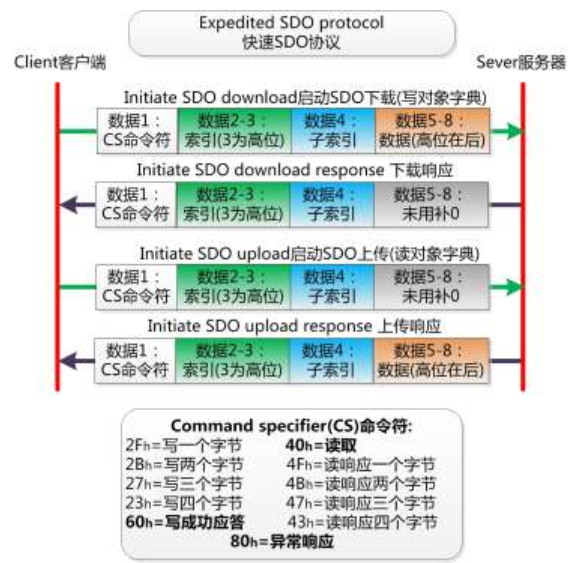 Expedited SDO protocol
快速SDO协议
Client客户端
Sever服务器
Initiate SDO download启动SDO下载(写对象字典)
数据1： 数据2-3： 数据4： 数据5-8：
CS命令符 索引(3为高位) 子索引 数据(高位在后)
Initiate SDO download response 下载响应
数据1： 数据2-3： 数据4： 数据5-8：
CS命令符 索引(3为高位) 子索引 未用补0
Initiate SDO upload启动SDO上传(读对象字典)
数据1： 数据2-3： 数据4： 数据5-8：
CS命令符 索引(3为高位) 子索引 未用补0
Initiate SDO upload response 上传响应
数据1： 数据2-3： 数据4： 数据5-8：
CS命令符 索引(3为高位) 子索引 数据(高位在后)
Command specifier(CS)命令符:
2Fh=写一个字节 40h=读取
2Bh=写两个字节 4Fh=读响应一个字节
27h=写三个字节 4Bh=读响应两个字节
23h=写四个字节 47h=读响应三个字节
60h=写成功应答 43h=读响应四个字节
80h=异常响应